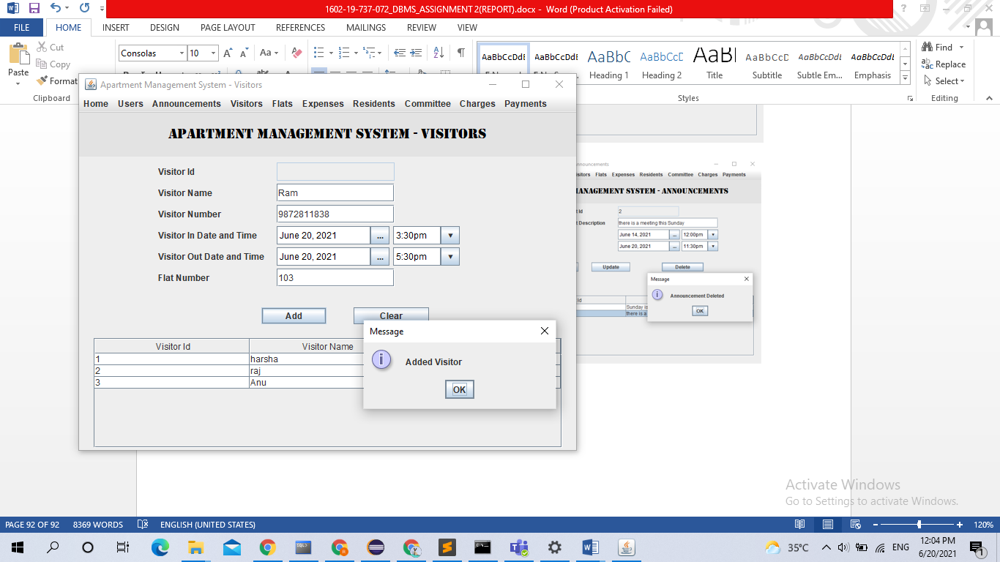 1602-19-737-072_DBMS_ASSIGNMENT 2(REPORT).docx - Word (Product Activation Failed)
FILE HOME INSERT DESIGN PAGE LAYOUT REFERENCES MAILINGS REVIEW VIEW
Paste
Cut
Copy
Format
Clipboard
Consolas 10
Aa
AaBbCcDdE AaBbCcDdE AaBbC AaBbCcD AaB AaBbCcD AaBbCcDdE AaBbCcDdE
Heading 1 Heading 2 Title Subtitle Subtle Em... Emphasis
Styles
Find
Replace
Select
Editing
Apartment Management System - Visitors
Home Users Announcements Visitors Flats Expenses Residents Committee Charges Payments
APARTMENT MANAGEMENT SYSTEM - VISITORS
Visitor Id
Visitor Name Ram
Visitor Number 9872811838
Visitor In Date and Time June 20, 2021 ... 3:30pm
Visitor Out Date and Time June 20, 2021 ... 5:30pm
Flat Number 103
Add Clear
Visitor Id Visitor Name
1 harsha
2 raj
3 Anu
Message
Added Visitor
OK
nnouncements
isitors Flats Expenses Residents Committee Charges Payments
MANAGEMENT SYSTEM - ANNOUNCEMENTS
t Id 2
t Description there is a meeting this Sunday
June 14, 2021 ... 12:00pm
June 20, 2021 ... 11:30pm
Update Delete
Message
Announcement Deleted
OK
Id
Sunday is
there is a
Activate Windows
Go to Settings to activate Windows.
PAGE 92 OF 92 8369 WORDS ENGLISH (UNITED STATES) 120%
35°C ENG 12:04 PM
6/20/2021
1